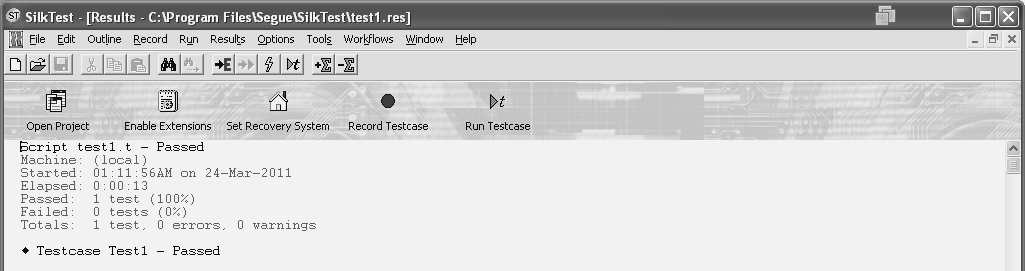 SilkTest - [Results - C:\Program Files\Segue\SilkTest\test1.res]
File Edit Outline Record Run Results Options Tools Workflows Window Help
Open Project Enable Extensions Set Recovery System Record Testcase Run Testcase
Script test1.t - Passed
Machine: (local)
Started: 01:11:56AM on 24-Mar-2011
Elapsed: 0:00:13
Passed: 1 test (100%)
Failed: 0 tests (0%)
Totals: 1 test, 0 errors, 0 warnings
◆ Testcase Test1 - Passed